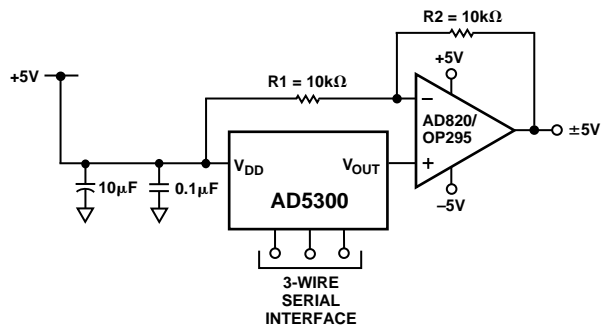 R2 = 10kΩ
+5V
R1 = 10kΩ
+5V
−
AD820/
OP295
±5V
+
−5V
VDD
VOUT
AD5300
10μF
0.1μF
3-WIRE
SERIAL
INTERFACE